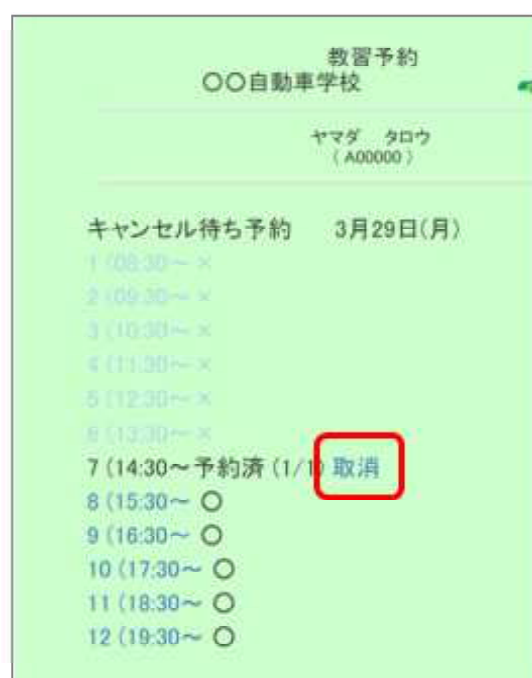 教習予約
〇〇自動車学校
ヤマダ タロウ
( A00000 )
キャンセル待ち予約 3月29日(月)
1 (08:30～ ×
2 (09:30～ ×
3 (10:30～ ×
4 (11:30～ ×
5 (12:30～ ×
6 (13:30～ ×
7 (14:30～予約済 (1/1) 取消
8 (15:30～ 〇
9 (16:30～ 〇
10 (17:30～ 〇
11 (18:30～ 〇
12 (19:30～ 〇